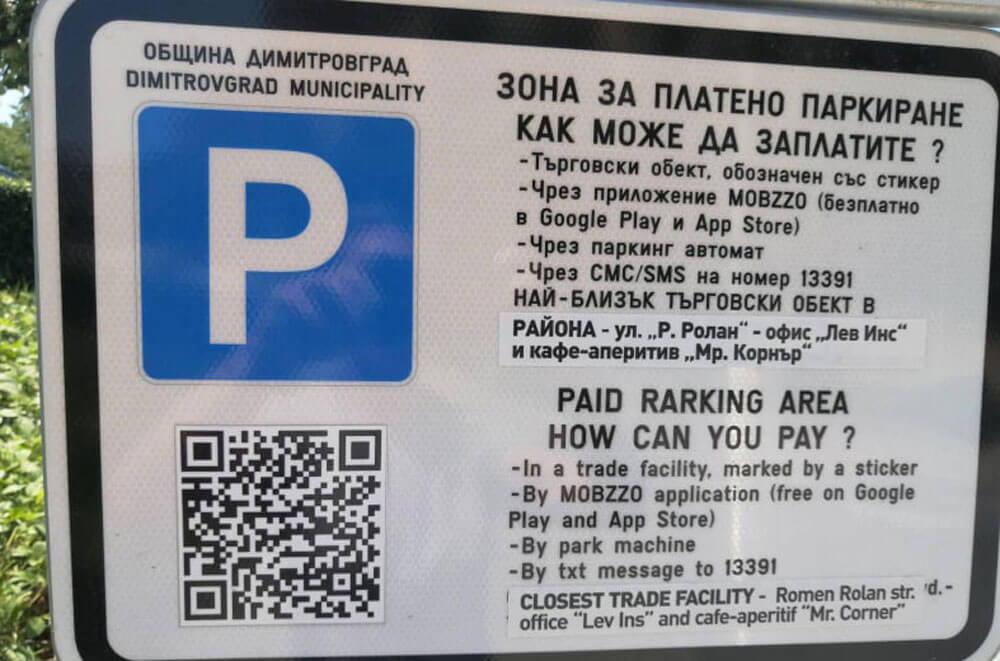 ОБЩИНА ДИМИТРОВГРАД
DIMITROVGRAD MUNICIPALITY
P
ЗОНА ЗА ПЛАТЕНО ПАРКИРАНЕ
КАК МОЖЕ ДА ЗАПЛАТИТЕ ?
-Търговски обект, обозначен със стикер
-Чрез приложение MOBZZO (безплатно
в Google Play и App Store)
-Чрез паркинг автомат
-Чрез СМС/SMS на номер 13391
НАЙ-БЛИЗЪК ТЪРГОВСКИ ОБЕКТ В
РАЙОНА - ул. „Р. Ролан“ - офис „Лев Инс“
и кафе-аперитив „Мр. Корнър“
PAID RARKING AREA
HOW CAN YOU PAY ?
-In a trade facility, marked by a sticker
-By MOBZZO application (free on Google
Play and App Store)
-By park machine
-By txt message to 13391
CLOSEST TRADE FACILITY - Romen Rolan str. d.-
office "Lev Ins" and cafe-aperitif "Mr. Corner"